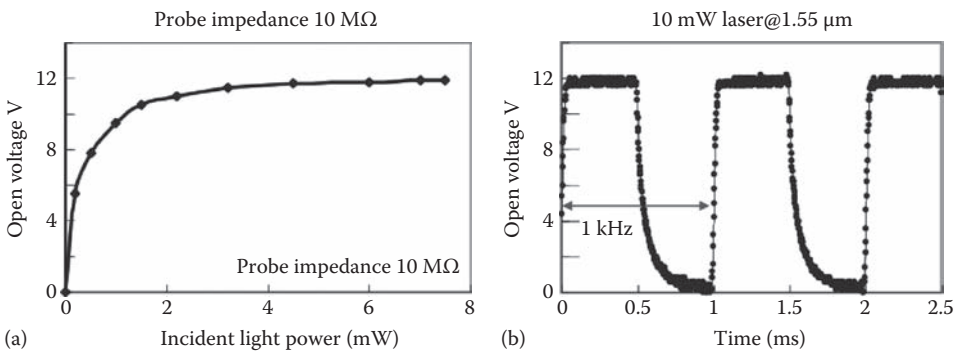 Probe impedance 10 MΩ
12
8
4
0
Open voltage V
Probe impedance 10 MΩ
0 2 4 6 8
(a) Incident light power (mW)
10 mW laser@1.55 μm
12
8
4
0
Open voltage V
1 kHz
0 0.5 1 1.5 2 2.5
(b) Time (ms)